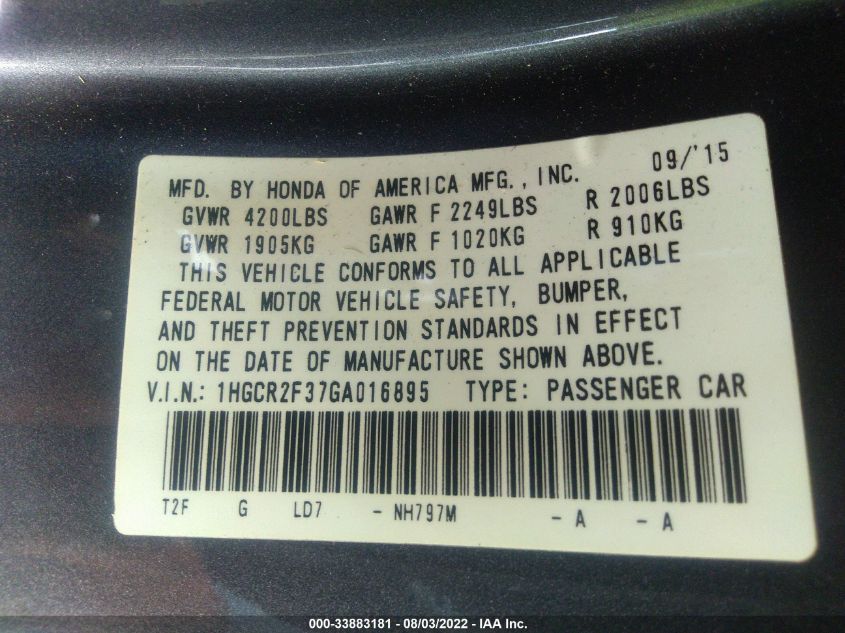 MFD. BY HONDA OF AMERICA MFG., INC. 09/'15
GVWR 4200LBS GAWR F 2249LBS R 2006LBS
GVWR 1905KG GAWR F 1020KG R 910KG
THIS VEHICLE CONFORMS TO ALL APPLICABLE
FEDERAL MOTOR VEHICLE SAFETY, BUMPER,
AND THEFT PREVENTION STANDARDS IN EFFECT
ON THE DATE OF MANUFACTURE SHOWN ABOVE.
V.I.N.: 1HGCR2F37GA016895 TYPE: PASSENGER CAR
T2F G LD7 - NH797M - A - A
000-33883181 - 08/03/2022 - IAA Inc.